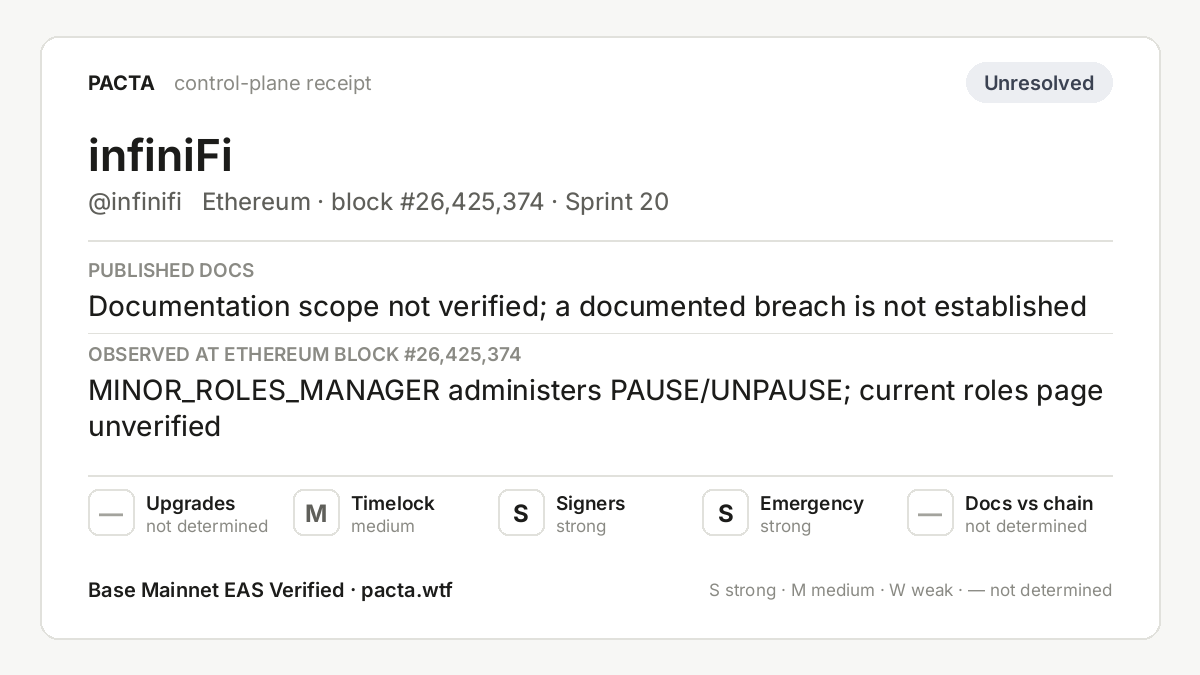 PACTA control-plane receipt Unresolved
infiniFi
@infinifi Ethereum · block #26,425,374 · Sprint 20
PUBLISHED DOCS
Documentation scope not verified; a documented breach is not established
OBSERVED AT ETHEREUM BLOCK #26,425,374
MINOR_ROLES_MANAGER administers PAUSE/UNPAUSE; current roles page
unverified
— Upgrades not determined
M Timelock medium
S Signers strong
S Emergency strong
— Docs vs chain not determined
Base Mainnet EAS Verified · pacta.wtf
S strong · M medium · W weak · — not determined